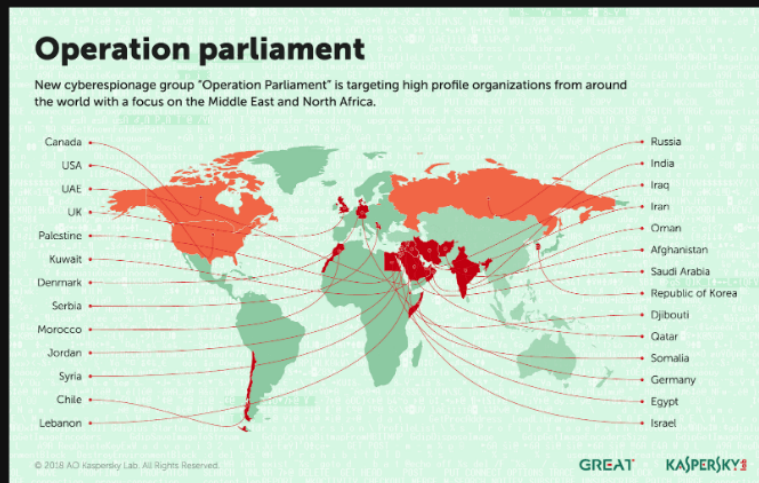 Operation parliament
New cyberespionage group "Operation Parliament" is targeting high profile organizations from around
the world with a focus on the Middle East and North Africa.
Canada
USA
UAE
UK
Palestine
Kuwait
Denmark
Serbia
Morocco
Jordan
Syria
Chile
Lebanon
Russia
India
Iraq
Iran
Oman
Afghanistan
Saudi Arabia
Republic of Korea
Djibouti
Qatar
Somalia
Germany
Egypt
Israel
© 2018 AO Kaspersky Lab. All Rights Reserved.
GREAT
KASPERSKY lab